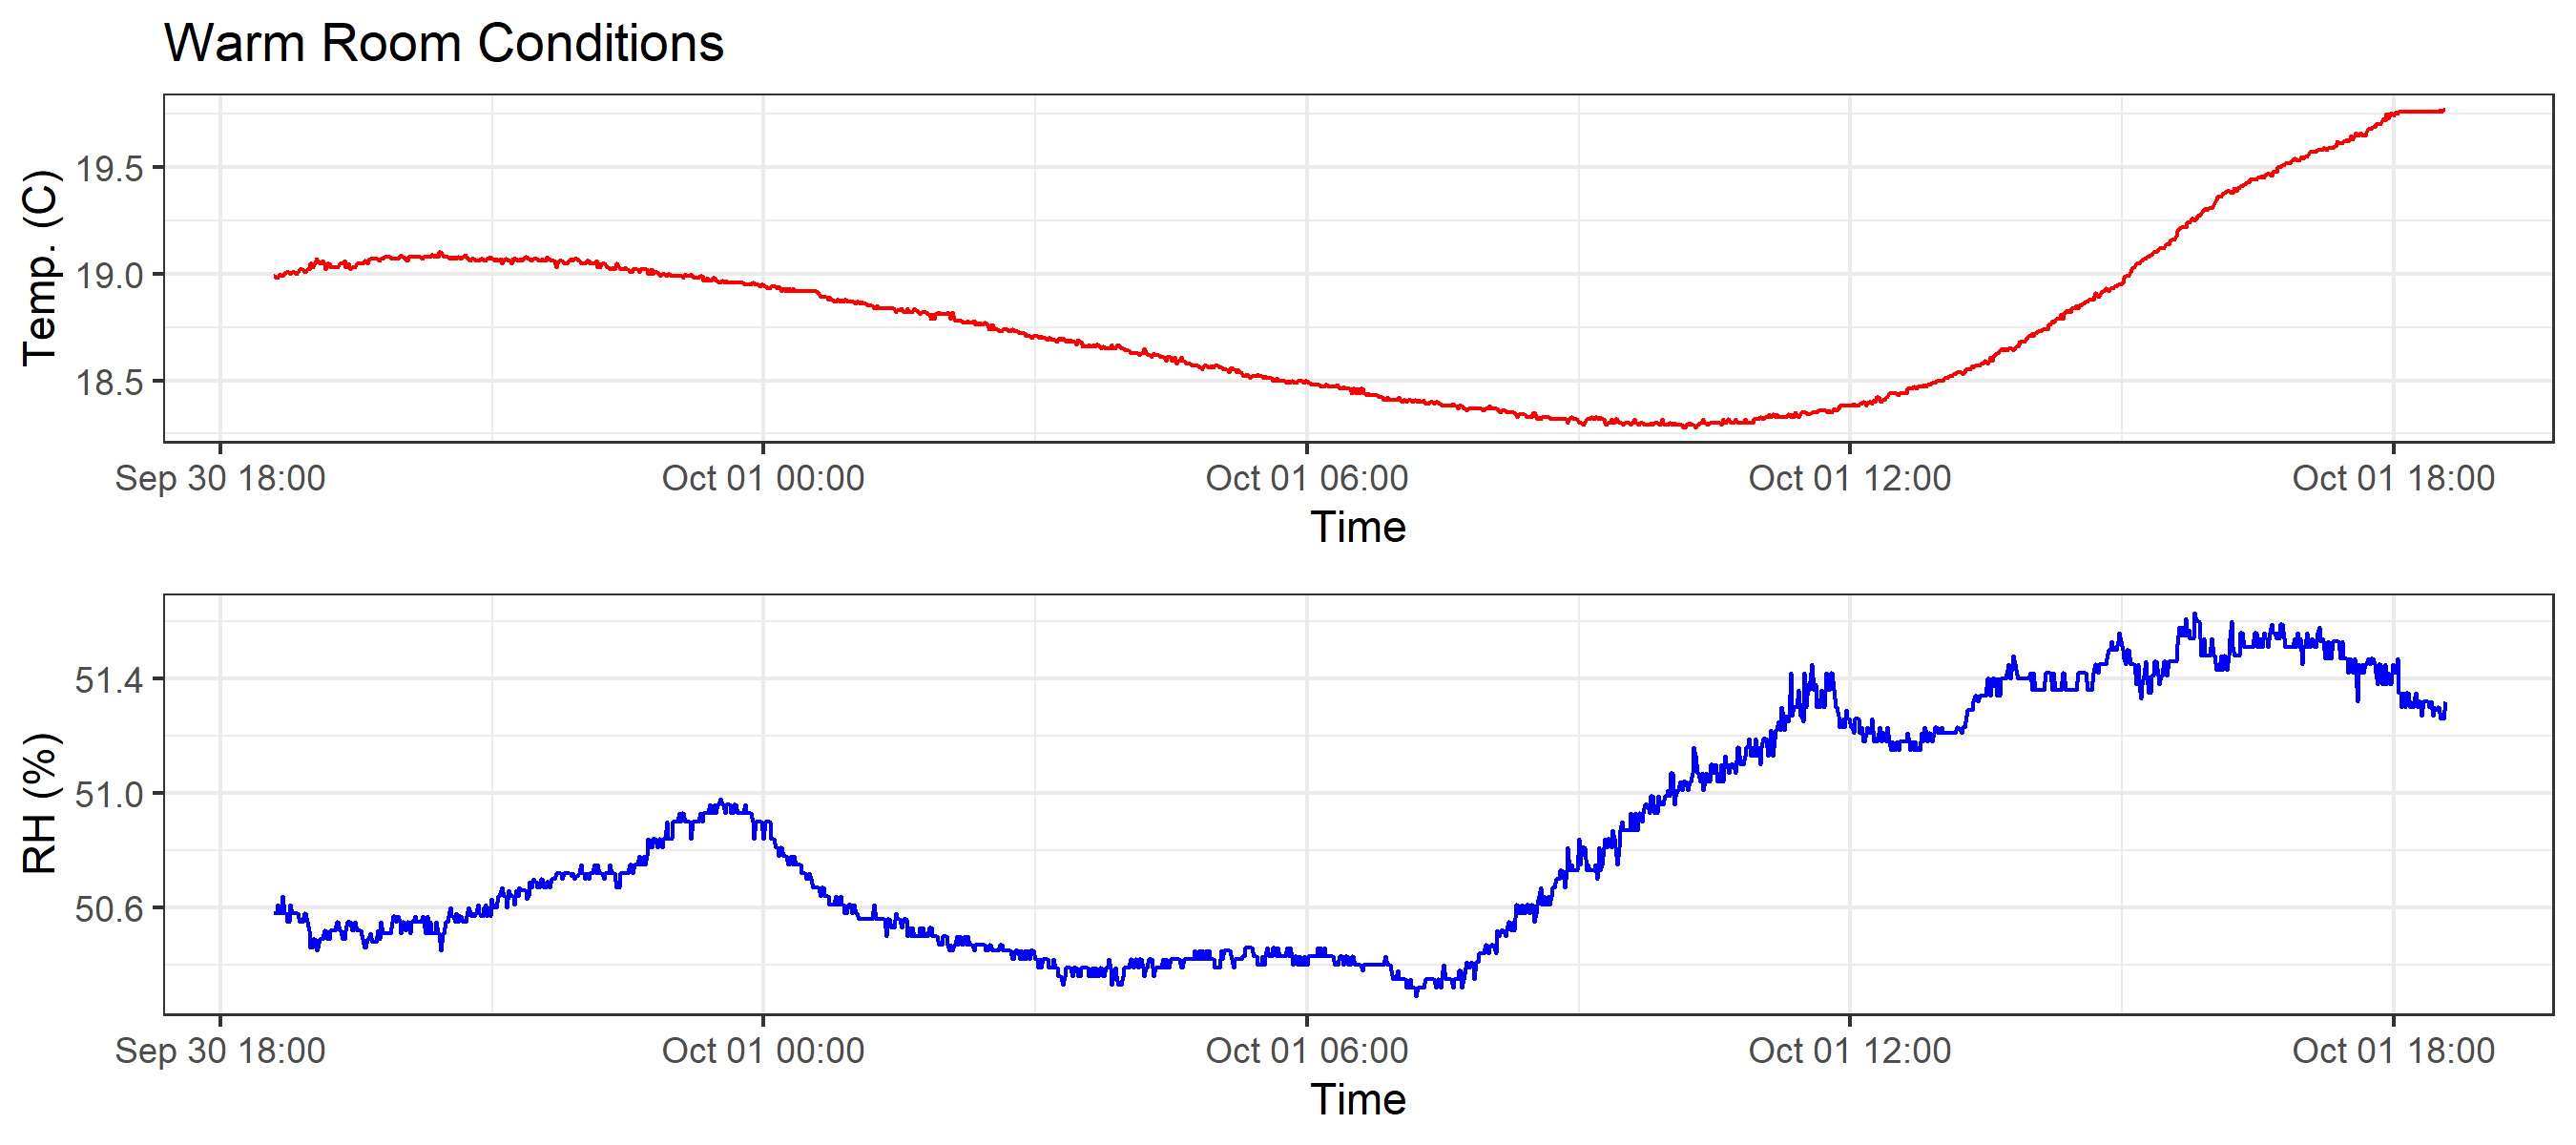 Warm Room Conditions
Temp. (C)
19.5
19.0
18.5
Sep 30 18:00 Oct 01 00:00 Oct 01 06:00 Oct 01 12:00 Oct 01 18:00
Time
RH (%)
51.4
51.0
50.6
Sep 30 18:00 Oct 01 00:00 Oct 01 06:00 Oct 01 12:00 Oct 01 18:00
Time